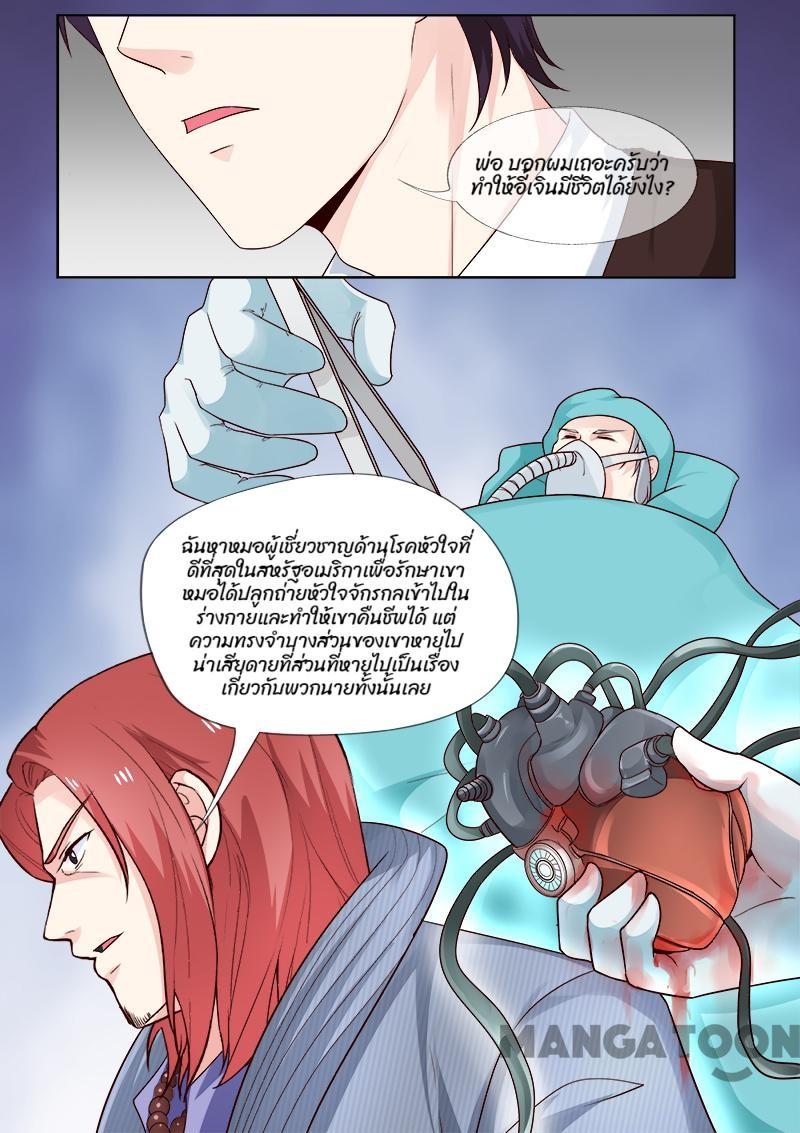 พ่อ บอกผมเถอะครับว่า
ทำให้อี้เจินมีชีวิตได้ยังไง?
ฉันหาหมอผู้เชี่ยวชาญด้านโรคหัวใจที่
ดีที่สุดในสหรัฐอเมริกาเพื่อรักษาเขา
หมอได้ปลูกถ่ายหัวใจจักรกลเข้าไปใน
ร่างกายและทำให้เขาคืนชีพได้ แต่
ความทรงจำบางส่วนของเขาหายไป
น่าเสียดายที่ส่วนที่หายไปเป็นเรื่อง
เกี่ยวกับพวกนายทั้งนั้นเลย
MANGATOON